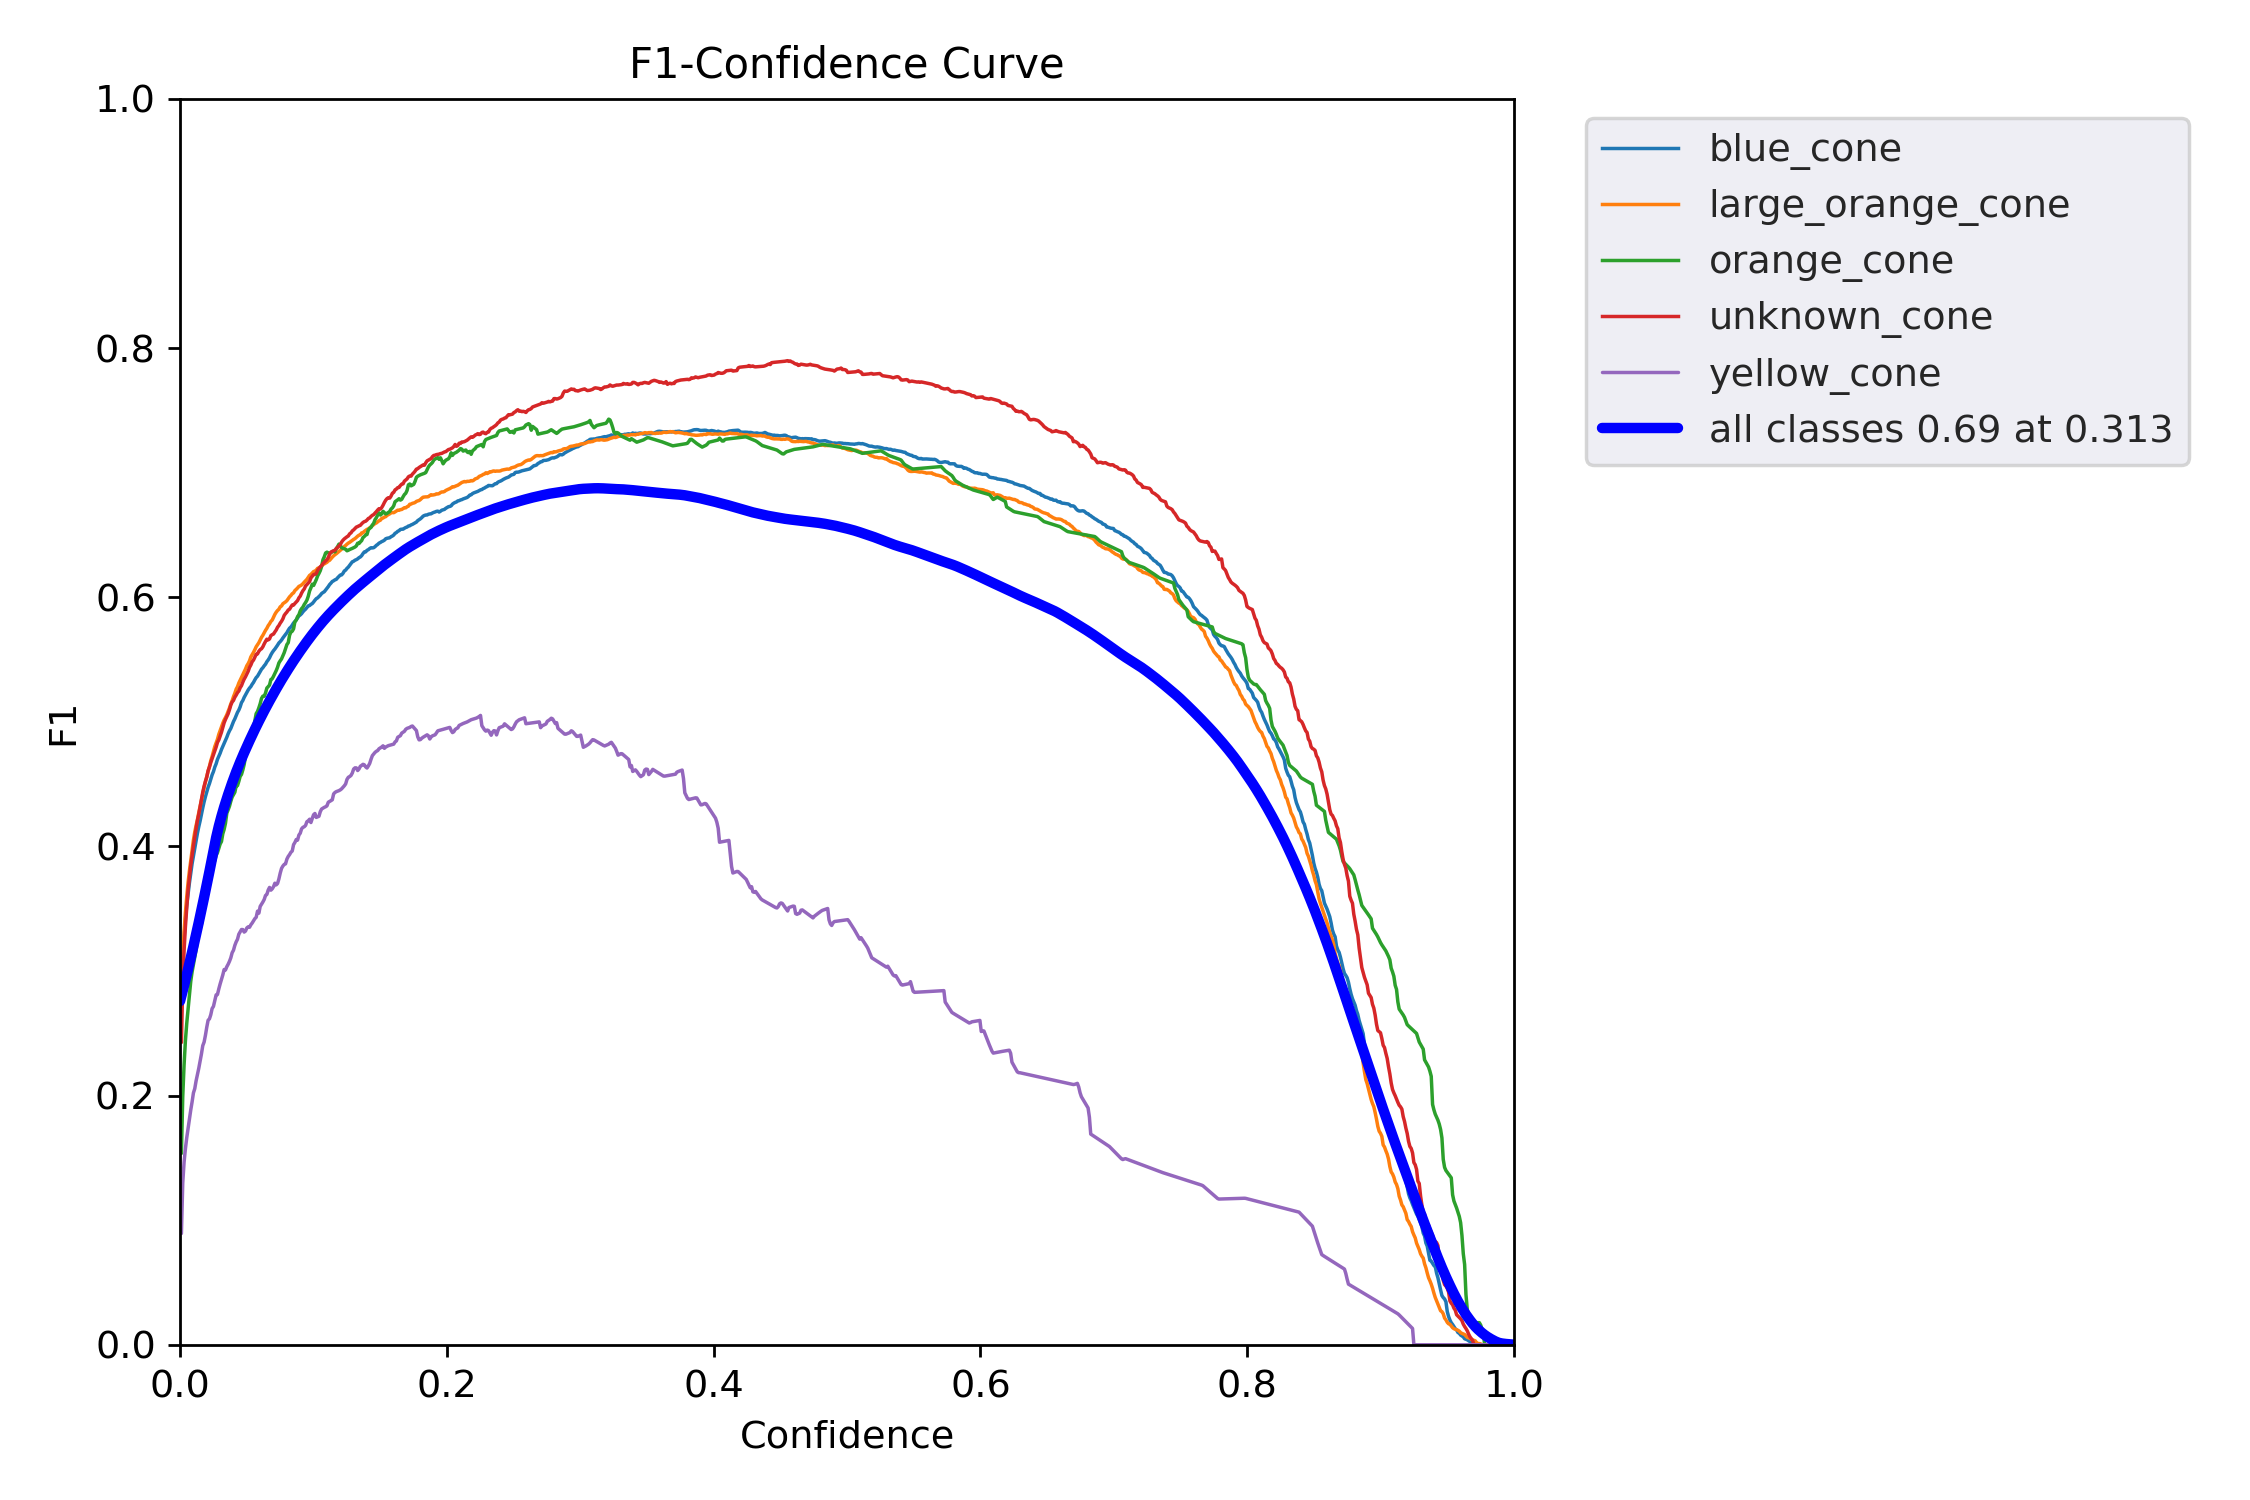 F1-Confidence Curve
1.0
0.8
0.6
0.4
0.2
0.0
F1
0.0 0.2 0.4 0.6 0.8 1.0
Confidence
blue_cone
large_orange_cone
orange_cone
unknown_cone
yellow_cone
all classes 0.69 at 0.313